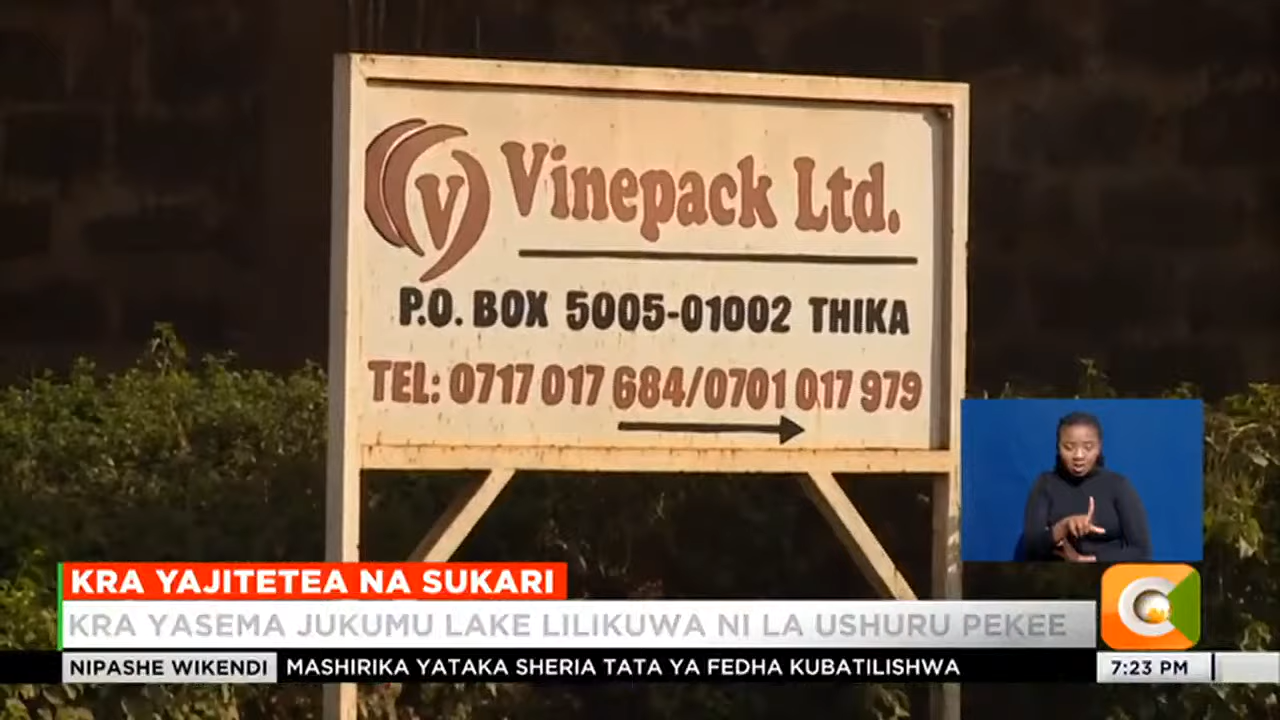 V
Vinepack Ltd.
P.O. BOX 5005-01002 THIKA
TEL: 0717 017 684/0701 017 979
KRA YAJITETEA NA SUKARI
KRA YASEMA JUKUMU LAKE LILIKUWA NI LA USHURU PEKEE
NIPASHE WIKENDI MASHIRIKA YATAKA SHERIA TATA YA FEDHA KUBATILISHWA 7:23 PM